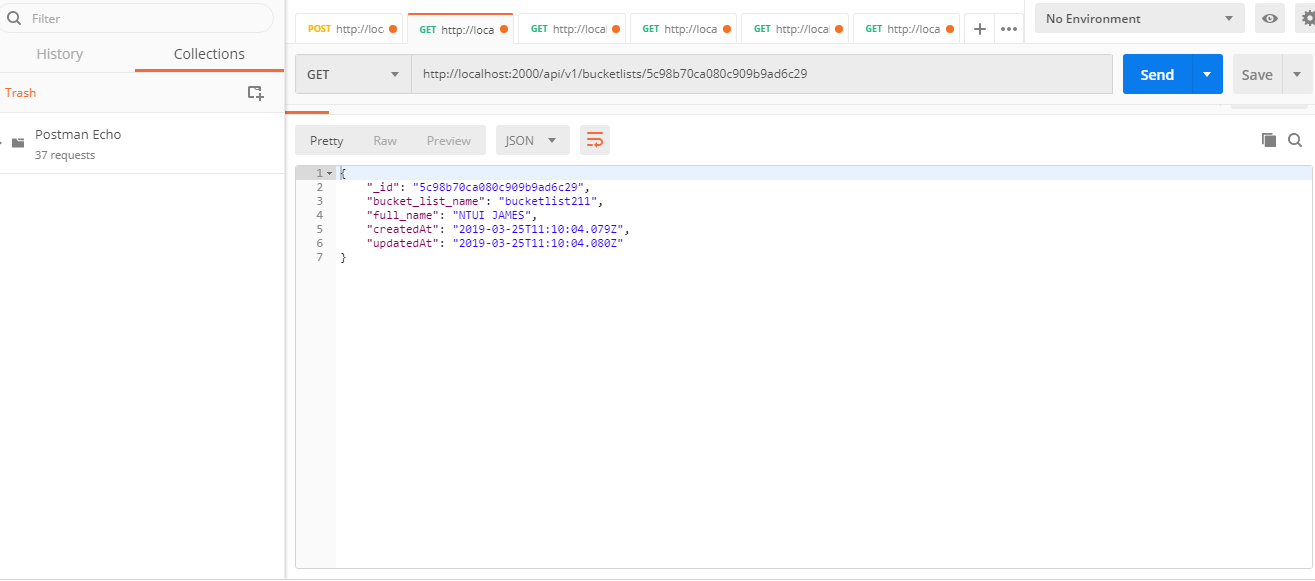 Filter
History Collections
Trash
Postman Echo
37 requests
POST http://loc GET http://loca GET http://loca GET http://loca GET http://loca GET http://loca + ••• No Environment
GET http://localhost:2000/api/v1/bucketlists/5c98b70ca080c909b9ad6c29 Send Save
Pretty Raw Preview JSON
1 {
2 "_id": "5c98b70ca080c909b9ad6c29",
3 "bucket_list_name": "bucketlist211",
4 "full_name": "NTUI JAMES",
5 "createdAt": "2019-03-25T11:10:04.079Z",
6 "updatedAt": "2019-03-25T11:10:04.080Z"
7 }